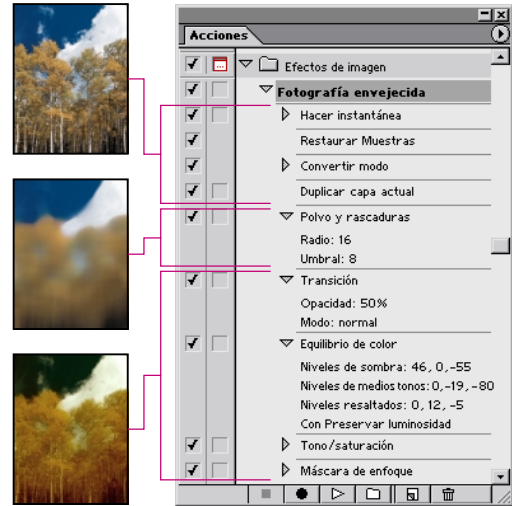 Acciones
Efectos de imagen
Fotografía envejecida
Hacer instantánea
Restaurar Muestras
Convertir modo
Duplicar capa actual
Polvo y rascaduras
Radio: 16
Umbral: 8
Transición
Opacidad: 50%
Modo: normal
Equilibrio de color
Niveles de sombra: 46, 0,-55
Niveles de medios tonos: 0,-19, -80
Niveles resaltados: 0, 12, -5
Con Preservar luminosidad
Tono/saturación
Máscara de enfoque